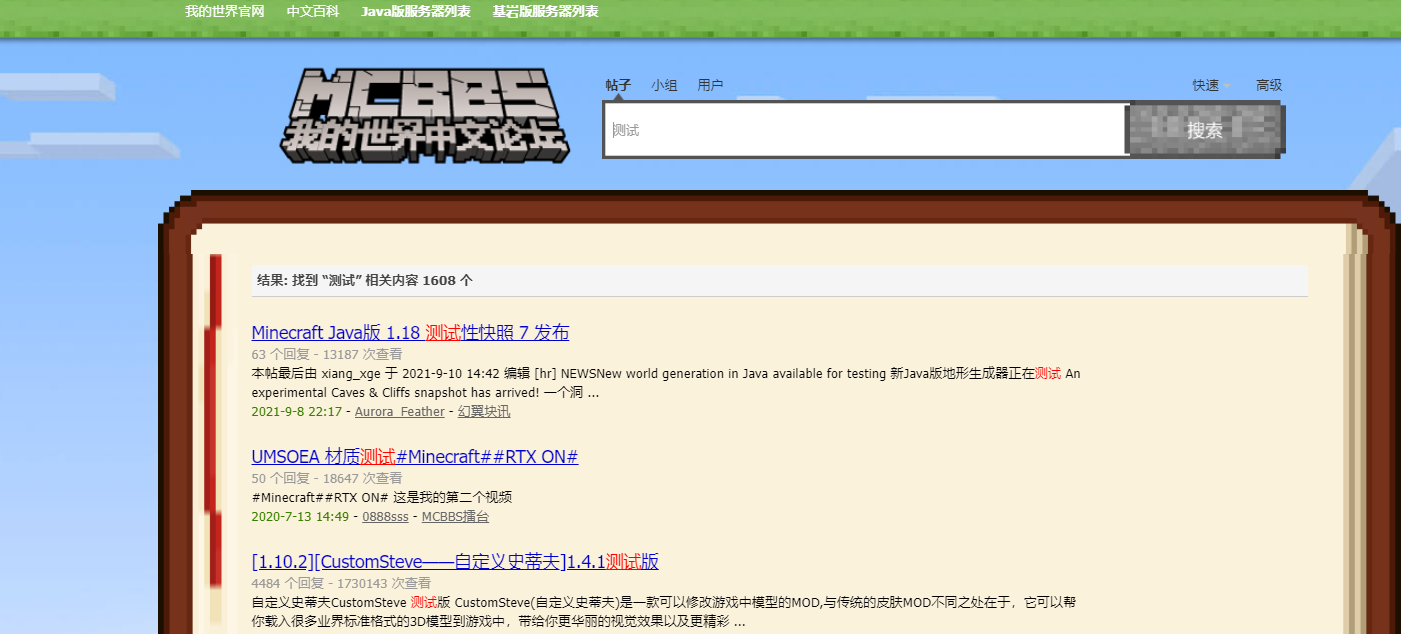 我的世界官网 中文百科 Java版服务器列表 基岩版服务器列表
MCBBS
我的世界中文论坛
帖子 小组 用户 快速 高级
测试 搜索
结果: 找到 “测试” 相关内容 1608 个
Minecraft Java版 1.18 测试性快照 7 发布
63 个回复 - 13187 次查看
本帖最后由 xiang_xge 于 2021-9-10 14:42 编辑 [hr] NEWSNew world generation in Java available for testing 新Java版地形生成器正在测试 An
experimental Caves & Cliffs snapshot has arrived! 一个洞 ...
2021-9-8 22:17 - Aurora_Feather - 幻翼块讯
UMSOEA 材质测试#Minecraft##RTX ON#
50 个回复 - 18647 次查看
#Minecraft##RTX ON# 这是我的第二个视频
2020-7-13 14:49 - 0888sss - MCBBS擂台
[1.10.2][CustomSteve——自定义史蒂夫]1.4.1测试版
4484 个回复 - 1730143 次查看
自定义史蒂夫CustomSteve 测试版 CustomSteve(自定义史蒂夫)是一款可以修改游戏中模型的MOD,与传统的皮肤MOD不同之处在于，它可以帮
你载入很多业界标准格式的3D模型到游戏中，带给你更华丽的视觉效果以及更精彩 ...